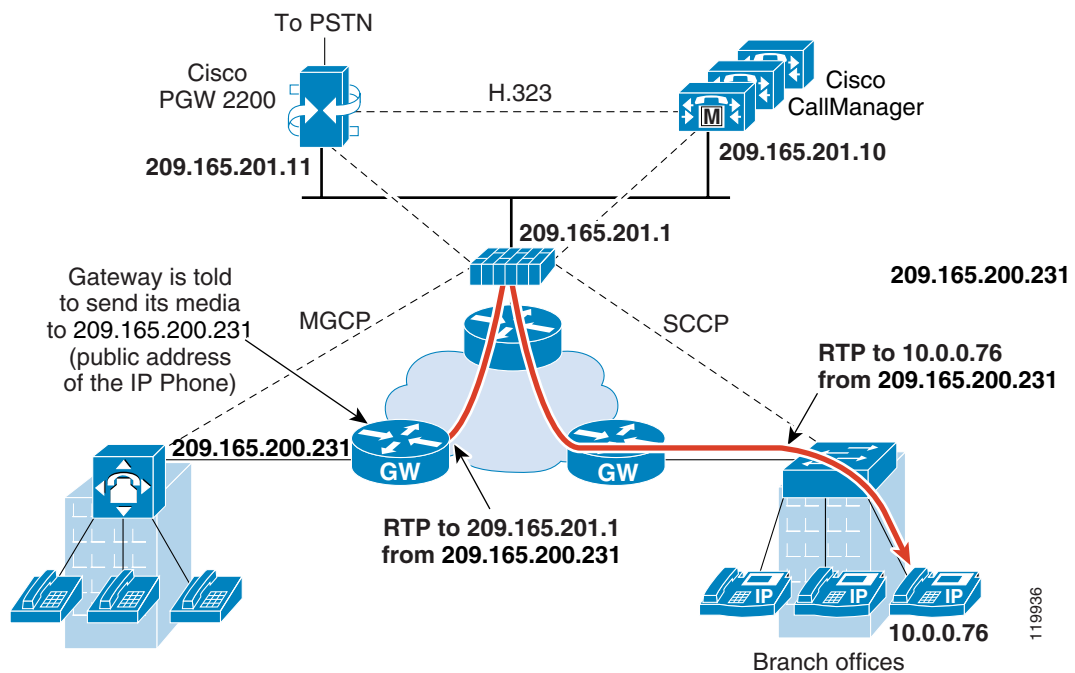 To PSTN
Cisco
PGW 2200
H.323
M
Cisco
CallManager
209.165.201.11
209.165.201.10
209.165.201.1
Gateway is told
to send its media
to 209.165.200.231
(public address
of the IP Phone)
MGCP
SCCP
209.165.200.231
RTP to 10.0.0.76
from 209.165.200.231
209.165.200.231
GW
GW
RTP to 209.165.201.1
from 209.165.200.231
IP
IP
IP
10.0.0.76
Branch offices
119936